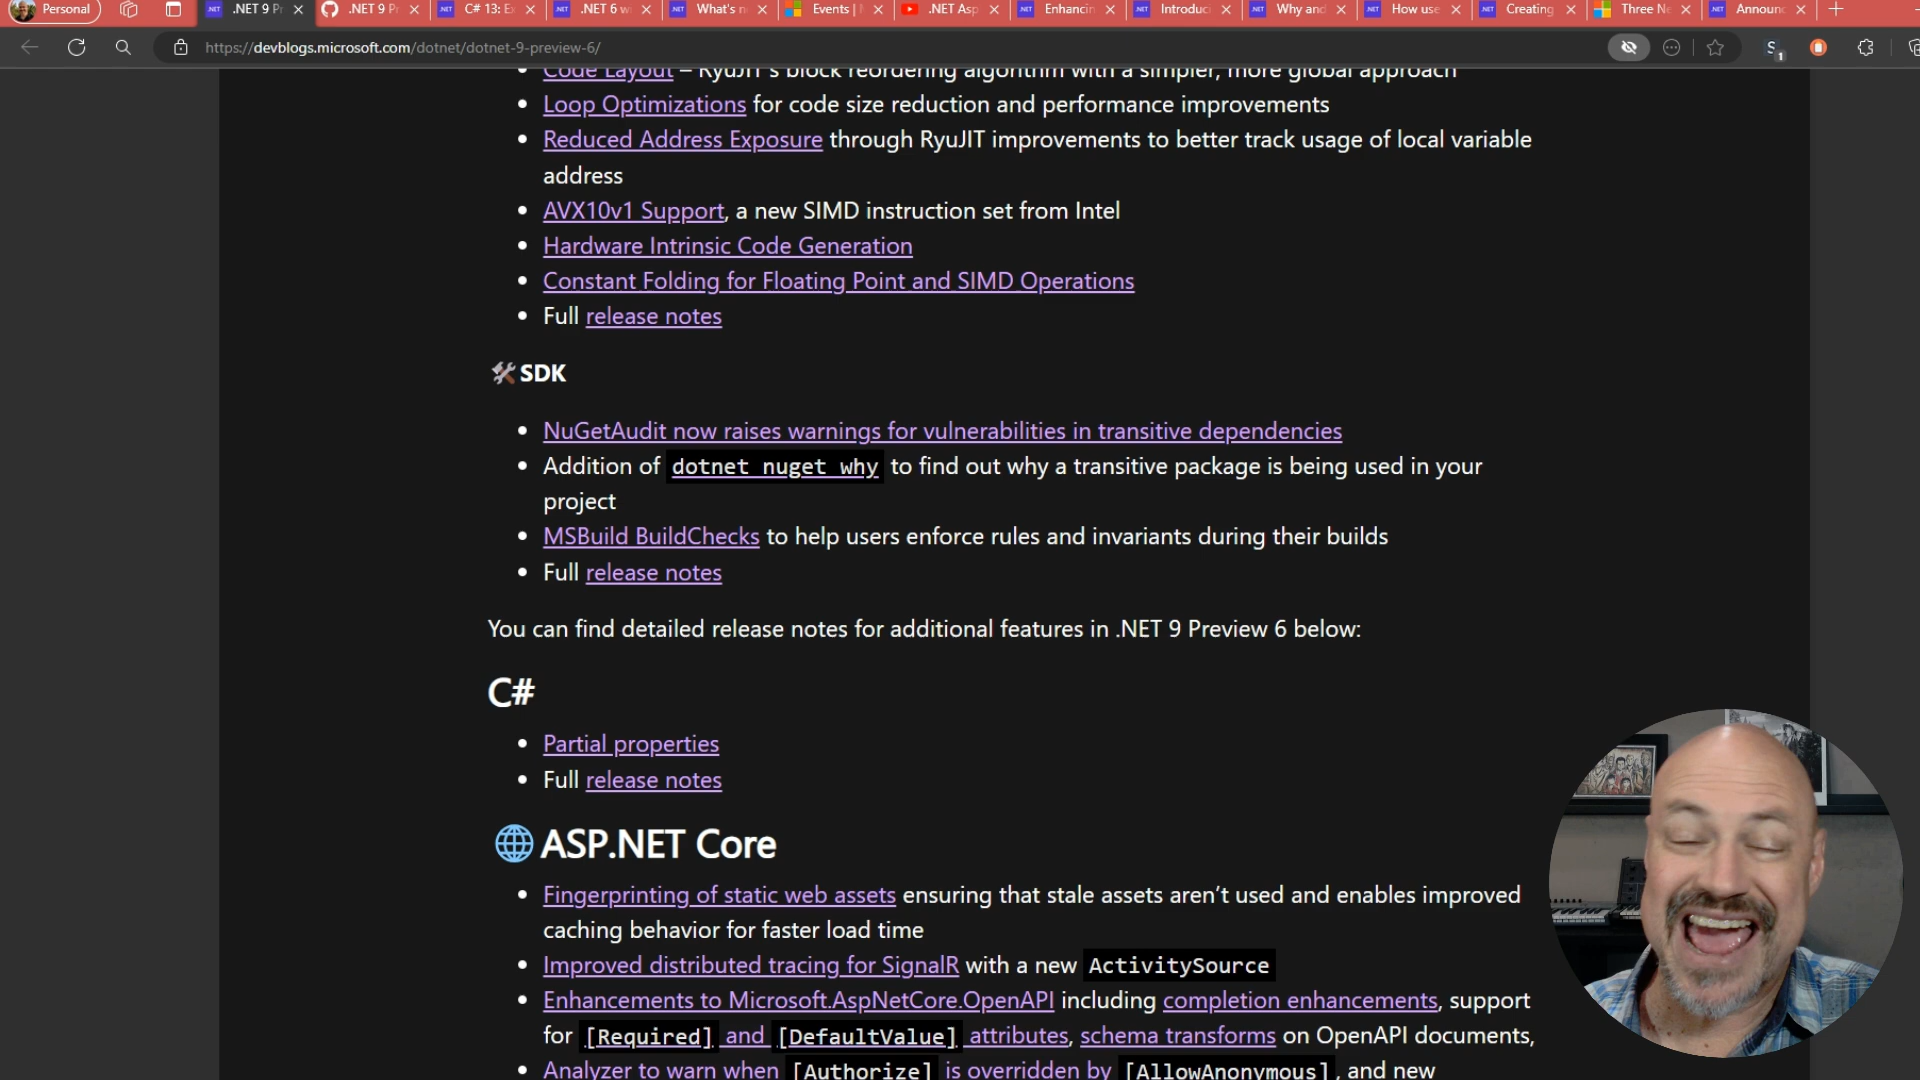 Personal
.NET 9 P
.NET 9 P
C# 13: E
.NET 6 w
What's n
Events |
.NET Asp
Enhancin
Introduci
Why and
How use
Creating
Three Ne
Announc
https://devblogs.microsoft.com/dotnet/dotnet-9-preview-6/
Code Layout – RyuJIT's block reordering algorithm with a simpler, more global approach
• Loop Optimizations for code size reduction and performance improvements
• Reduced Address Exposure through RyuJIT improvements to better track usage of local variable
address
• AVX10v1 Support, a new SIMD instruction set from Intel
• Hardware Intrinsic Code Generation
• Constant Folding for Floating Point and SIMD Operations
• Full release notes
SDK
• NuGetAudit now raises warnings for vulnerabilities in transitive dependencies
• Addition of dotnet nuget why to find out why a transitive package is being used in your
project
• MSBuild BuildChecks to help users enforce rules and invariants during their builds
• Full release notes
You can find detailed release notes for additional features in .NET 9 Preview 6 below:
C#
• Partial properties
• Full release notes
ASP.NET Core
• Fingerprinting of static web assets ensuring that stale assets aren’t used and enables improved
caching behavior for faster load time
• Improved distributed tracing for SignalR with a new ActivitySource
• Enhancements to Microsoft.AspNetCore.OpenAPI including completion enhancements, support
for [Required] and [DefaultValue] attributes, schema transforms on OpenAPI documents,
• Analyzer to warn when [Authorize] is overridden by [AllowAnonymous], and new